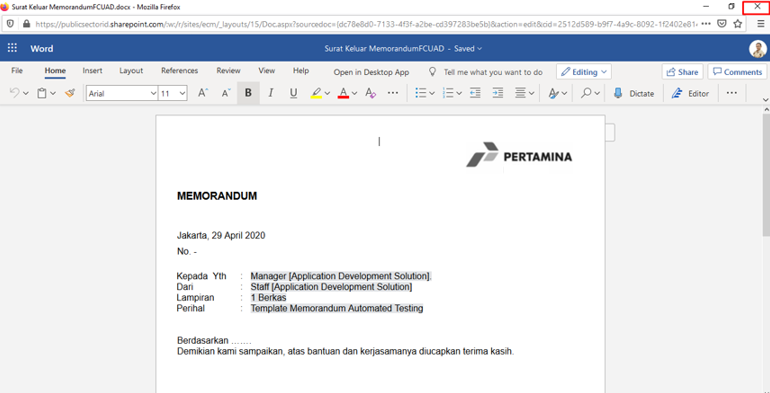 Surat Keluar MemorandumFCUAD.docx - Mozilla Firefox
https://publicsectorid.sharepoint.com/:w:/r/sites/ecm/_layouts/15/Doc.aspx?sourcedoc={dc78e8d0-7133-4f3f-a2be-cd397283be5b}&action=edit&cid=2512d589-b9f7-4a9c-8092-1f2402e814
Word Surat Keluar MemorandumFCUAD - Saved
File Home Insert Layout References Review View Help Open in Desktop App Tell me what you want to do Editing Share Comments
Arial 11 A A B I U A A Dictate Editor
PERTAMINA
MEMORANDUM
Jakarta, 29 April 2020
No. -
Kepada Yth : Manager [Application Development Solution].
Dari : Staff [Application Development Solution]
Lampiran : 1 Berkas
Perihal : Template Memorandum Automated Testing
Berdasarkan .......
Demikian kami sampaikan, atas bantuan dan kerjasamanya diucapkan terima kasih.